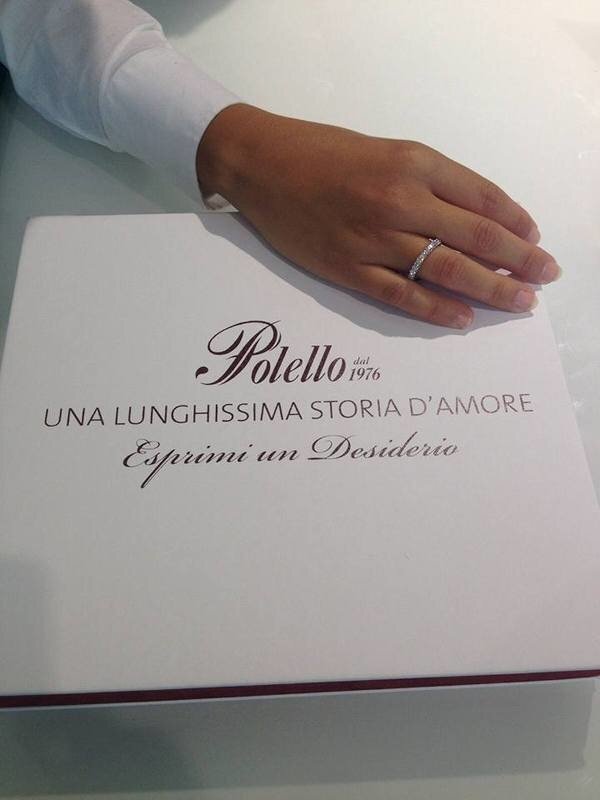 Polello dal 1976
UNA LUNGHISSIMA STORIA D'AMORE
Esprimi un Desiderio